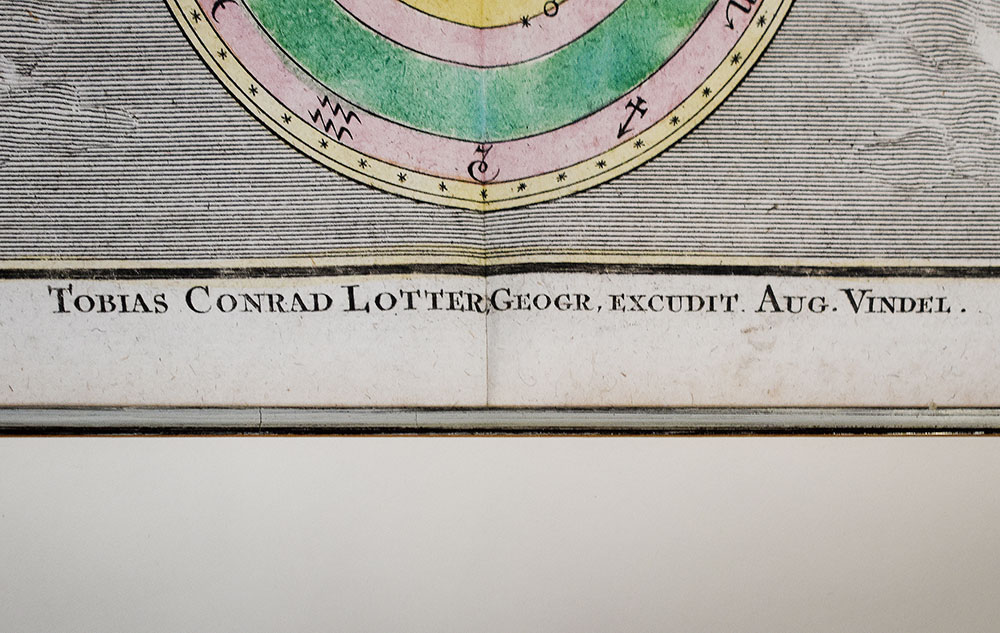 TOBIAS CONRAD LOTTER, GEOGR, EXCUDIT. AUG. VINDEL.